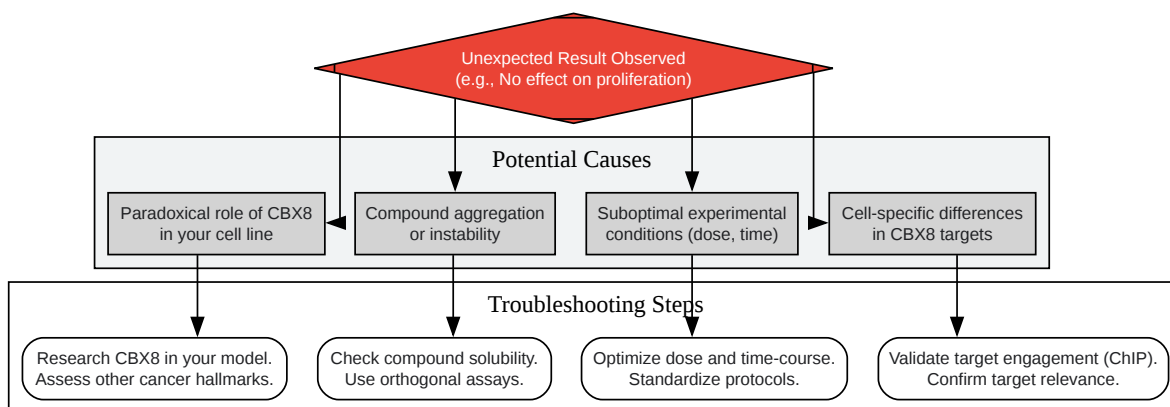 Unexpected Result Observed
(e.g., No effect on proliferation)
Potential Causes
Paradoxical role of CBX8
in your cell line
Compound aggregation
or instability
Suboptimal experimental
conditions (dose, time)
Cell-specific differences
in CBX8 targets
Troubleshooting Steps
Research CBX8 in your model.
Assess other cancer hallmarks.
Check compound solubility.
Use orthogonal assays.
Optimize dose and time-course.
Standardize protocols.
Validate target engagement (ChIP).
Confirm target relevance.